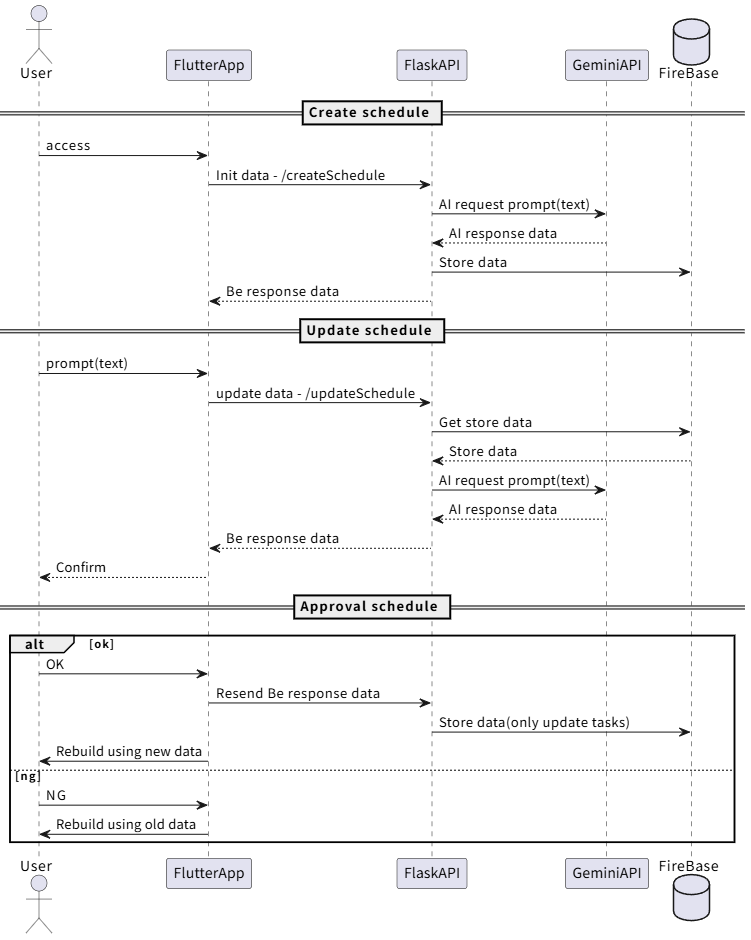 User
FlutterApp
FlaskAPI
GeminiAPI
FireBase
Create schedule
access
Init data - /createSchedule
AI request prompt(text)
AI response data
Store data
Be response data
Update schedule
prompt(text)
update data - /updateSchedule
Get store data
Store data
AI request prompt(text)
AI response data
Be response data
Confirm
Approval schedule
alt [ok]
OK
Resend Be response data
Store data(only update tasks)
Rebuild using new data
[ng]
NG
Rebuild using old data
User
FlutterApp
FlaskAPI
GeminiAPI
FireBase